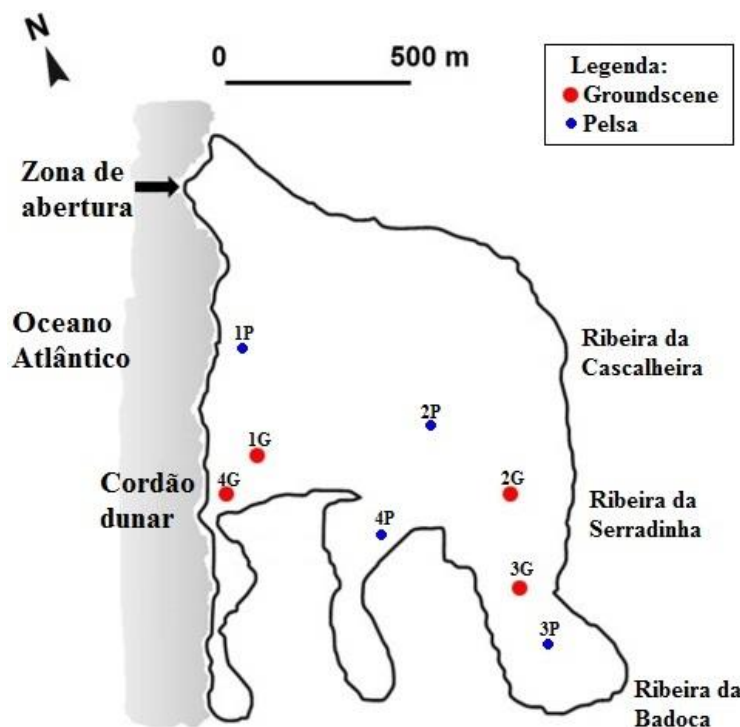 N
0 500 m
Legenda:
Groundscene
Pelsa
Zona de
abertura
Oceano
Atlântico
1P
Ribeira da
Cascalheira
2P
1G
Cordão
dunar
4G
2G
Ribeira da
Serradinha
4P
3G
3P
Ribeira da
Badoca